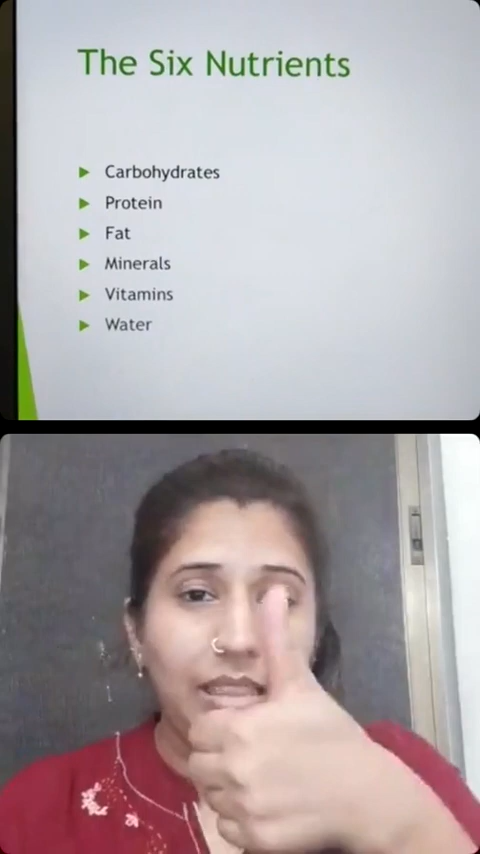 The Six Nutrients
Carbohydrates
Protein
Fat
Minerals
Vitamins
Water